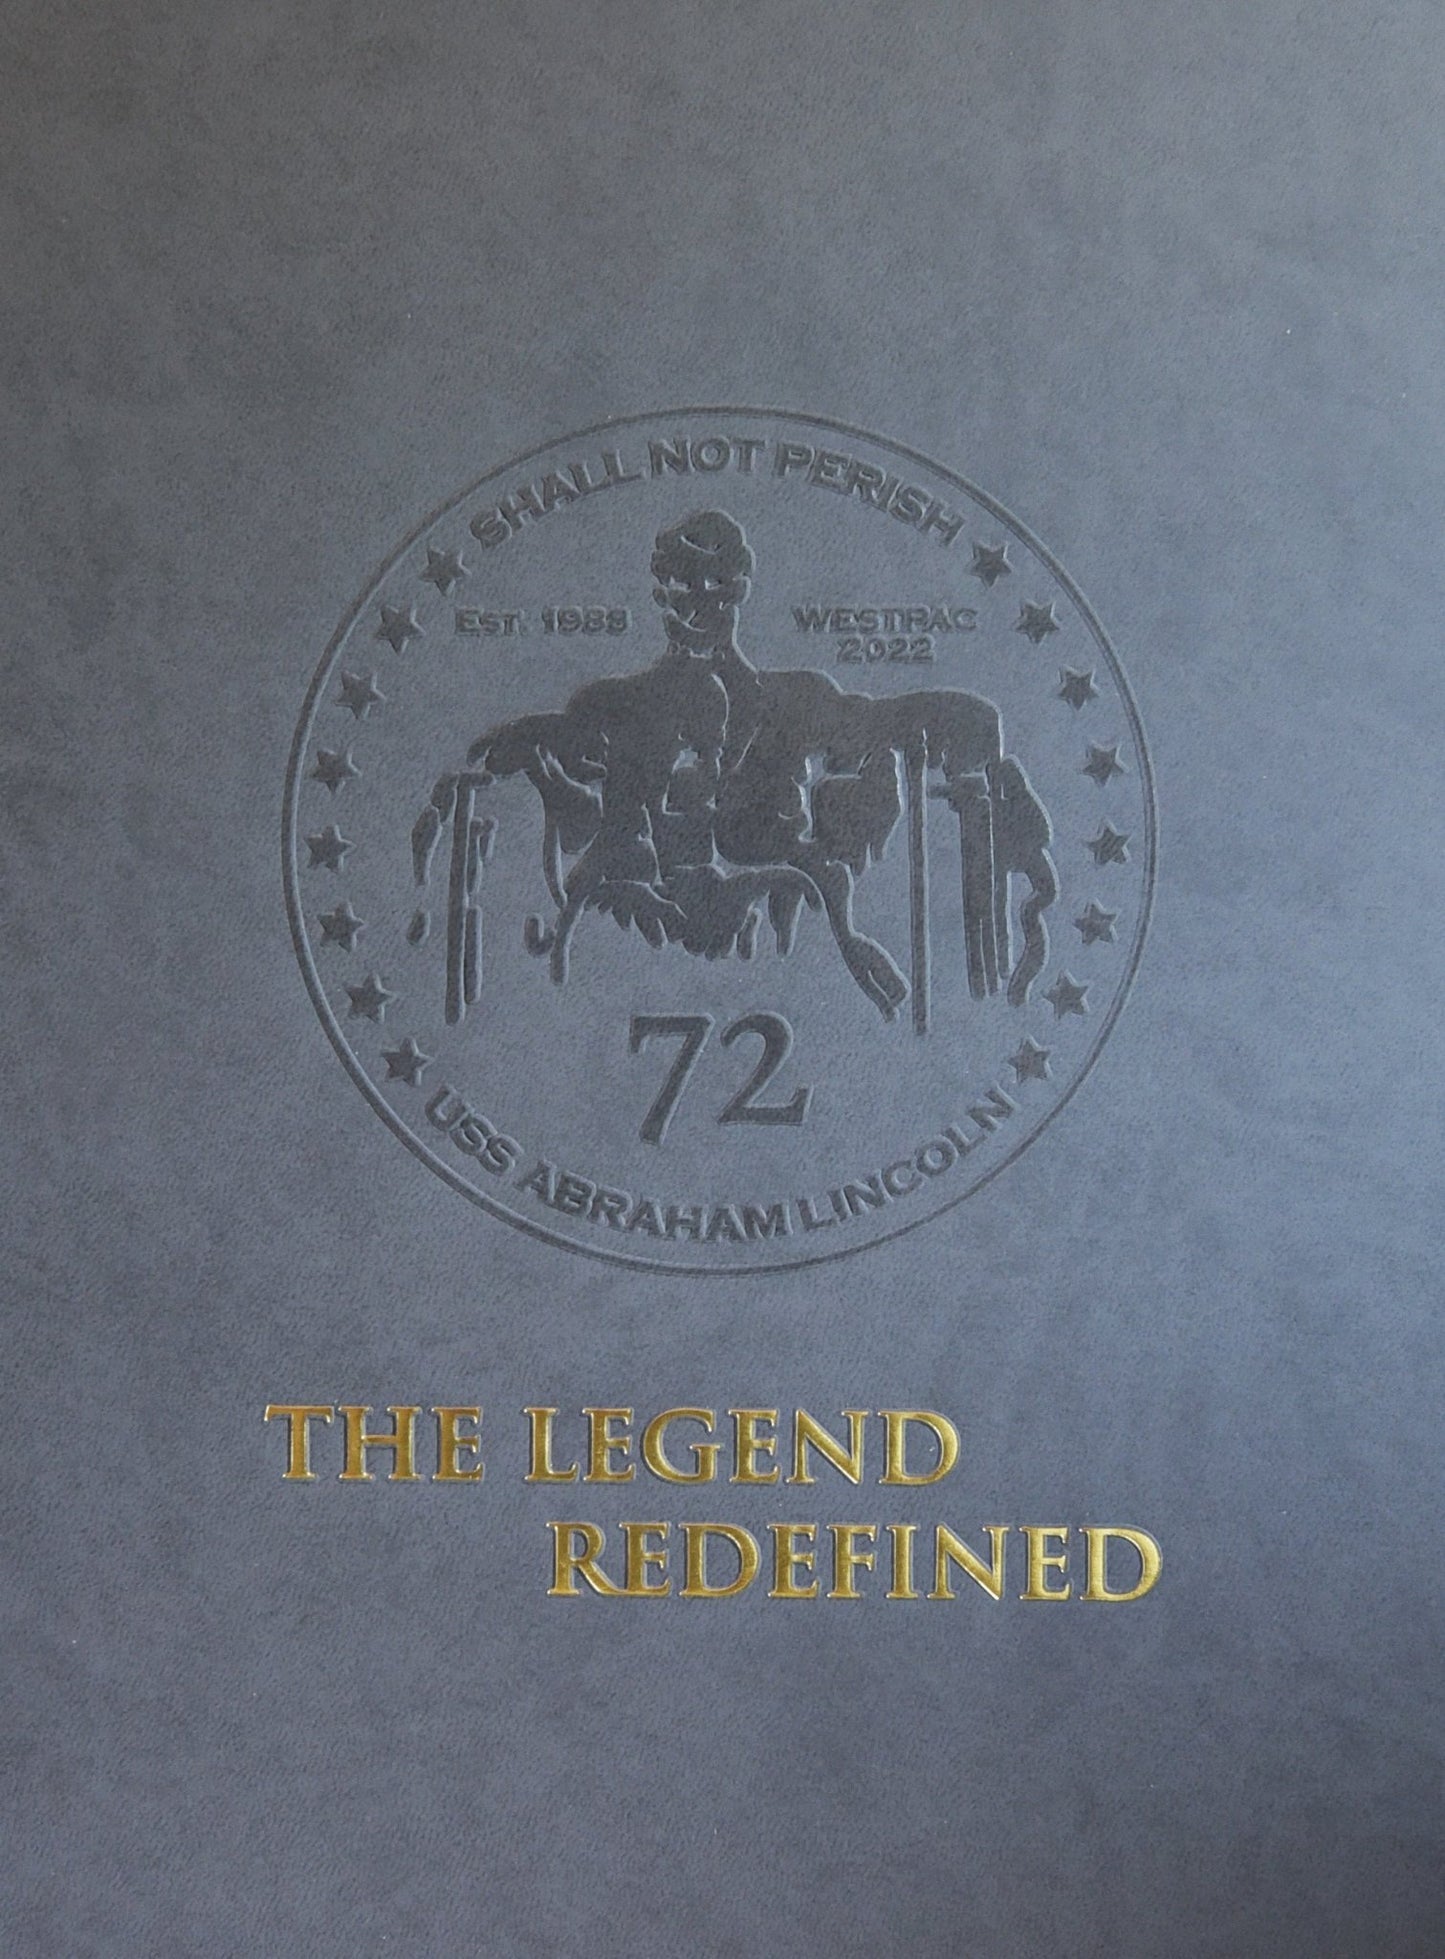 SHALL NOT PERISH
EST. 1988
WESTPAC
2022
72
USS ABRAHAM LINCOLN
THE LEGEND
REDEFINED